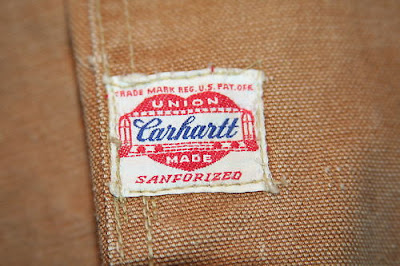 TRADE MARK REG. U.S. PAT. OFF.
UNION
Carhartt
MADE
SANFORIZED